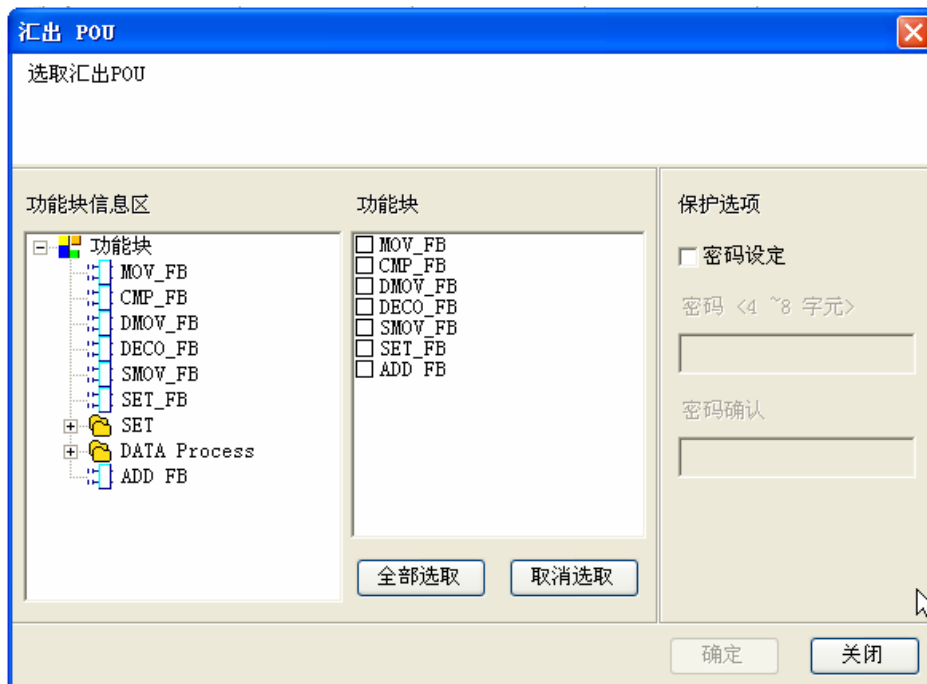 汇出 POU
选取汇出POU
功能块信息区
功能块
MOV_FB
CMP_FB
DMOV_FB
DECO_FB
SMOV_FB
SET_FB
SET
DATA Process
ADD FB
功能块
MOV_FB
CMP_FB
DMOV_FB
DECO_FB
SMOV_FB
SET_FB
ADD FB
全部选取
取消选取
保护选项
密码设定
密码 <4 ~8 字元>
密码确认
确定
关闭